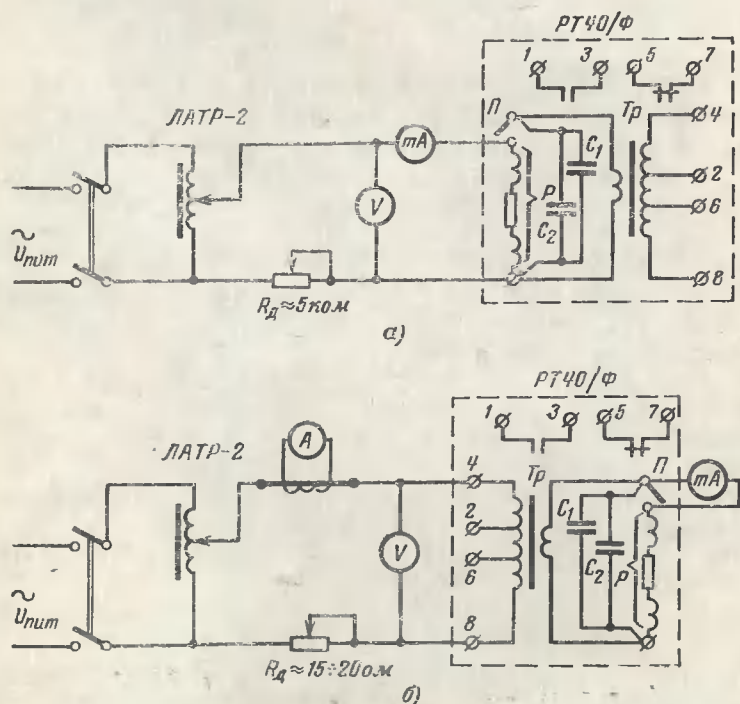 РТ40/Ф
1 3 5 7
ЛАТР-2
П
Тр
4
mA
C₁
V
P
C₂
2
6
~
Uпит
8
Rд≈5ком
а)
РТ40/Ф
1 3 5 7
ЛАТР-2
A
4
Тр
П
mA
2
C₁
V
6
C₂
P
~
Uпит
8
Rд≈15÷20ом
б)